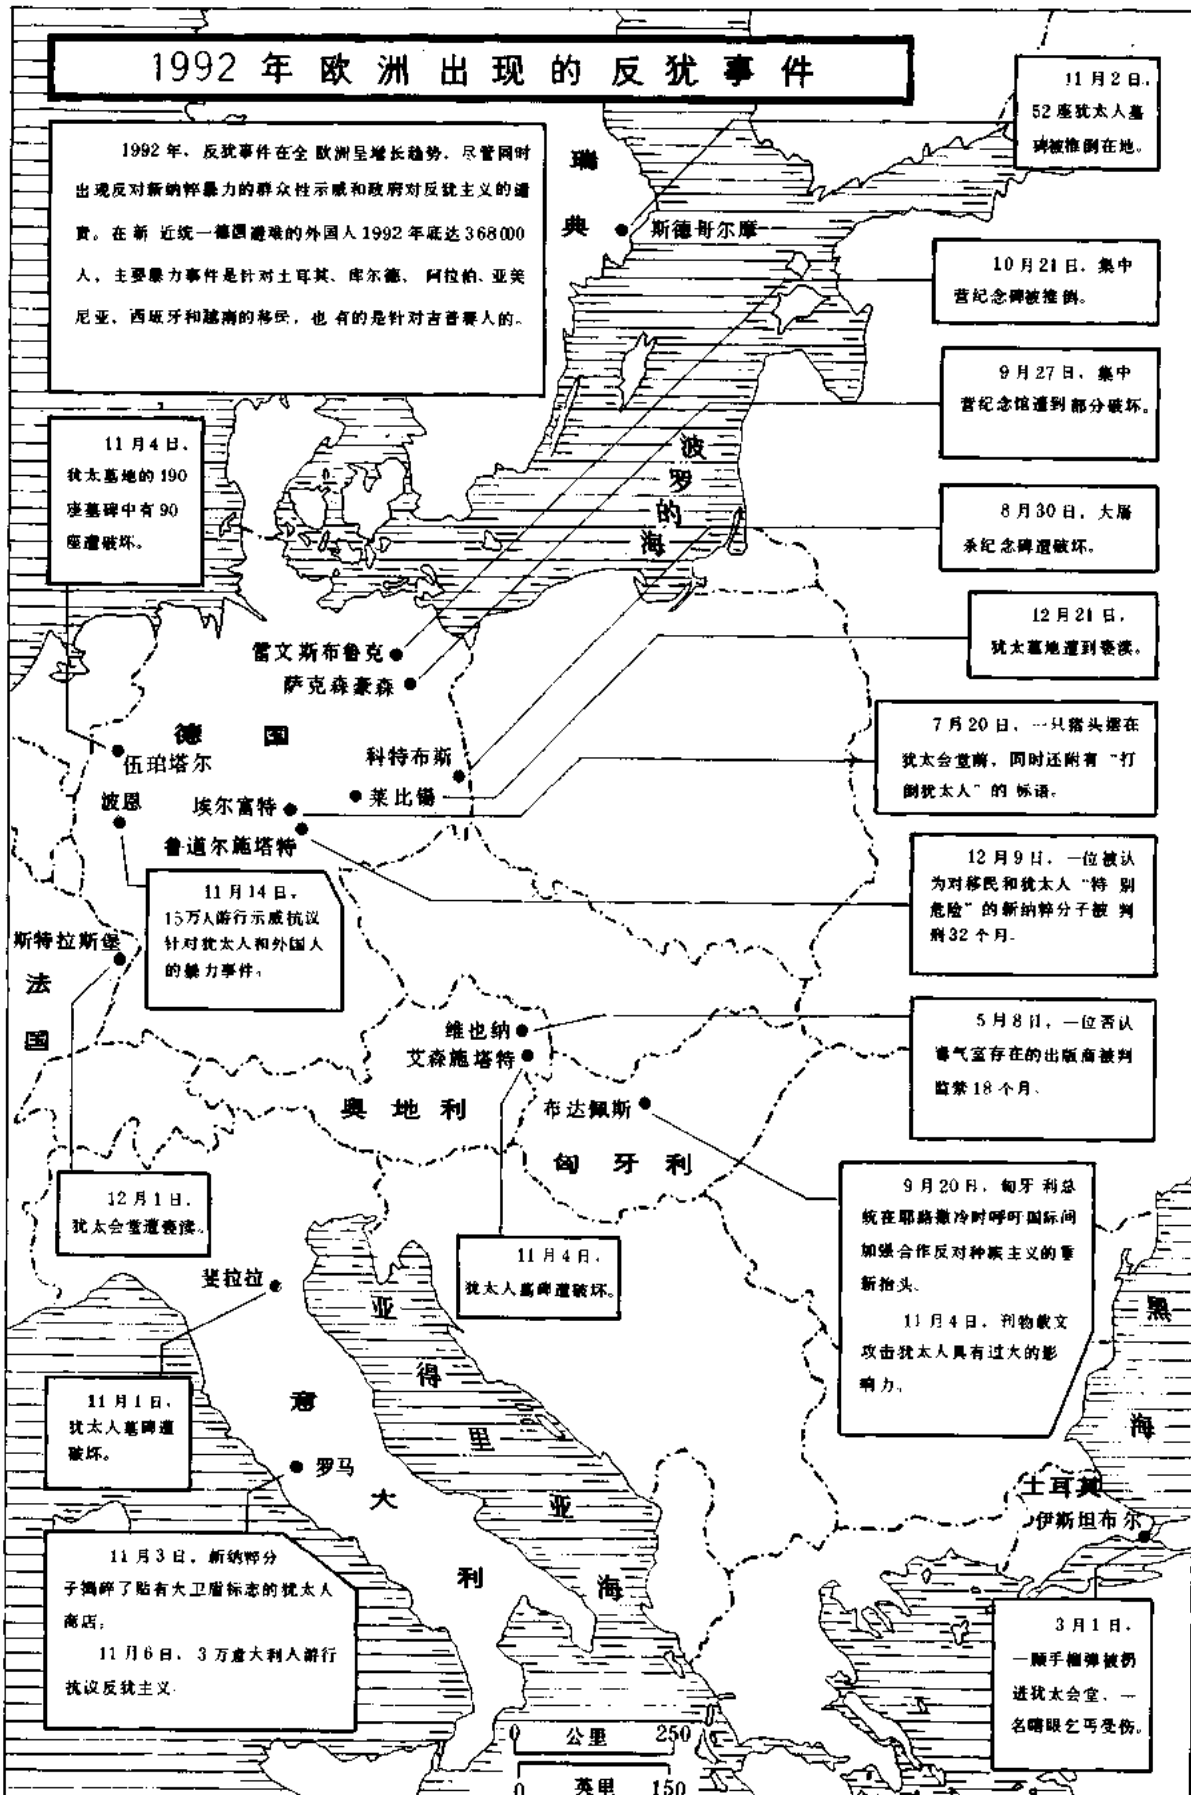 1992年欧洲出现的反犹事件
1992年，反犹事件在全欧洲呈增长趋势，尽管同时
出现反对新纳粹暴力的群众性示威和政府对反犹主义的谴
责。在新近统一德国避难的外国人1992年底达368000
人，主要暴力事件是针对土耳其、库尔德、阿拉伯、亚美
尼亚、西班牙和越南的移民，也有的是针对吉普赛人的。
11月2日，
52座犹太人墓
碑被推倒在地。
瑞
典
斯德哥尔摩
10月21日，集中
营纪念碑被推倒。
9月27日，集中
营纪念馆遭到部分破坏。
11月4日，
犹太墓地的190
座墓碑中有90
座遭破坏。
波
罗
的
海
8月30日，大屠
杀纪念碑遭破坏。
12月21日，
犹太墓地遭到亵渎。
雷文斯布鲁克
萨克森豪森
德国
伍珀塔尔
科特布斯
7月20日，一只猪头摆在
犹太会堂前，同时还附有“打
倒犹太人”的标语。
波恩
埃尔富特
莱比锡
鲁道尔施塔特
12月9日，一位被认
为对移民和犹太人“特别
危险”的新纳粹分子被判
刑32个月。
11月14日，
15万人游行示威抗议
针对犹太人和外国人
的暴力事件。
斯特拉斯堡
法
国
维也纳
艾森施塔特
5月8日，一位否认
毒气室存在的出版商被判
监禁18个月。
奥地利
布达佩斯
匈牙利
12月1日，
犹太会堂遭亵渎。
9月20日，匈牙利总
统在耶路撒冷时呼吁国际间
加强合作反对种族主义的重
新抬头。
11月4日，刊物载文
攻击犹太人具有过大的影
响力。
11月4日，
犹太人墓碑遭破坏。
斐拉拉
亚
得
里
亚
海
黑
海
11月1日，
犹太人墓碑遭
破坏。
意
大
利
罗马
土耳其
伊斯坦布尔
11月3日，新纳粹分
子捣碎了贴有大卫盾标志的犹太人
商店；
11月6日，3万意大利人游行
抗议反犹主义。
3月1日，
一颗手榴弹被扔
进犹太会堂，一
名瞎眼乞丐受伤。
0 公里 250
0 英里 150